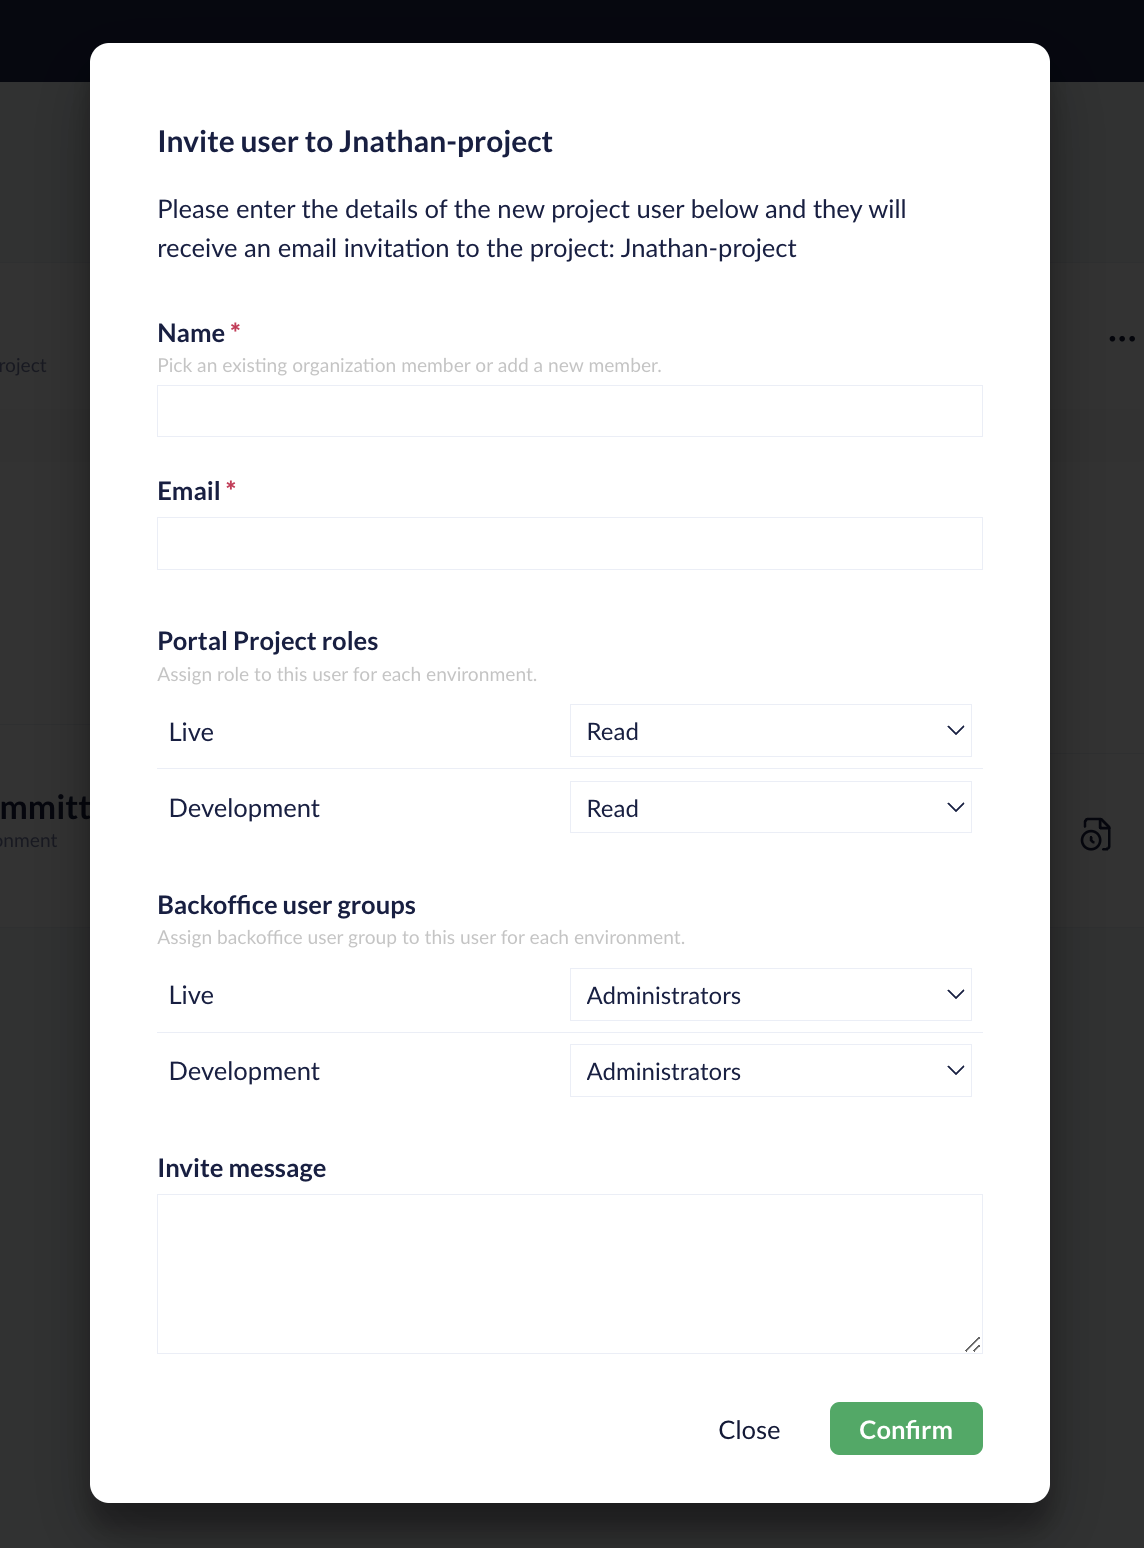 Invite user to Jnathan-project
Please enter the details of the new project user below and they will
receive an email invitation to the project: Jnathan-project
Name *
Pick an existing organization member or add a new member.
roject
Email *
Portal Project roles
Assign role to this user for each environment.
Live
Read
Development
Read
mmitt
onment
Backoffice user groups
Assign backoffice user group to this user for each environment.
Live
Administrators
Development
Administrators
Invite message
Close
Confirm